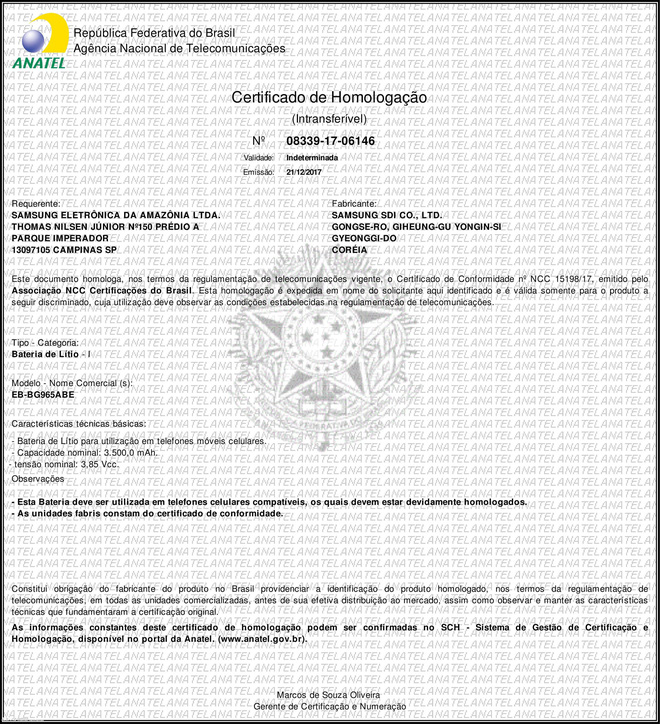 República Federativa do Brasil
Agência Nacional de Telecomunicações
ANATEL
Certificado de Homologação
(Intransferível)
Nº 08339-17-06146
Validade: Indeterminada
Emissão: 21/12/2017
Requerente:
SAMSUNG ELETRÔNICA DA AMAZÔNIA LTDA.
THOMAS NILSEN JÚNIOR Nº150 PRÉDIO A
PARQUE IMPERADOR
13097105 CAMPINAS SP
Fabricante:
SAMSUNG SDI CO., LTD.
GONGSE-RO, GIHEUNG-GU YONGIN-SI
GYEONGGI-DO
CORÉIA
Este documento homologa, nos termos da regulamentação de telecomunicações vigente, o Certificado de Conformidade nº NCC 15198/17, emitido pelo
Associação NCC Certificações do Brasil. Esta homologação é expedida em nome do solicitante aqui identificado e é válida somente para o produto a
seguir discriminado, cuja utilização deve observar as condições estabelecidas na regulamentação de telecomunicações.
Tipo - Categoria:
Bateria de Lítio - I
Modelo - Nome Comercial (s):
EB-BG965ABE
Características técnicas básicas:
- Bateria de Lítio para utilização em telefones móveis celulares.
- Capacidade nominal: 3.500,0 mAh.
- tensão nominal: 3,85 Vcc.
Observações
- Esta Bateria deve ser utilizada em telefones celulares compatíveis, os quais devem estar devidamente homologados.
- As unidades fabris constam do certificado de conformidade.
Constitui obrigação do fabricante do produto no Brasil providenciar a identificação do produto homologado, nos termos da regulamentação de
telecomunicações, em todas as unidades comercializadas, antes de sua efetiva distribuição ao mercado, assim como observar e manter as características
técnicas que fundamentaram a certificação original.
As informações constantes deste certificado de homologação podem ser confirmadas no SCH - Sistema de Gestão de Certificação e
Homologação, disponível no portal da Anatel. (www.anatel.gov.br).
Marcos de Souza Oliveira
Gerente de Certificação e Numeração